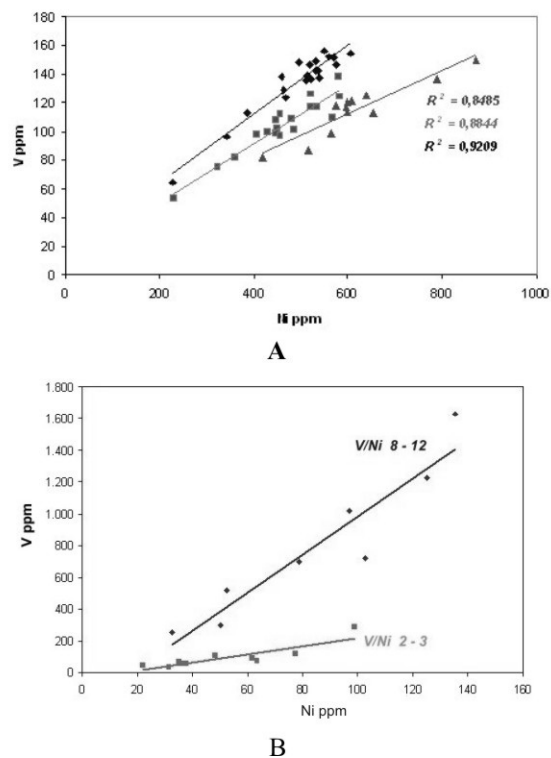 180
160
140
120
100
80
60
40
20
0
V ppm
R² = 0,8485
R² = 0,8844
R² = 0,9209
0 200 400 600 800 1000
Ni ppm
A
1.800
1.600
1.400
1.200
1.000
800
600
400
200
0
V ppm
V/Ni 8 - 12
V/Ni 2 - 3
0 20 40 60 80 100 120 140 160
Ni ppm
B